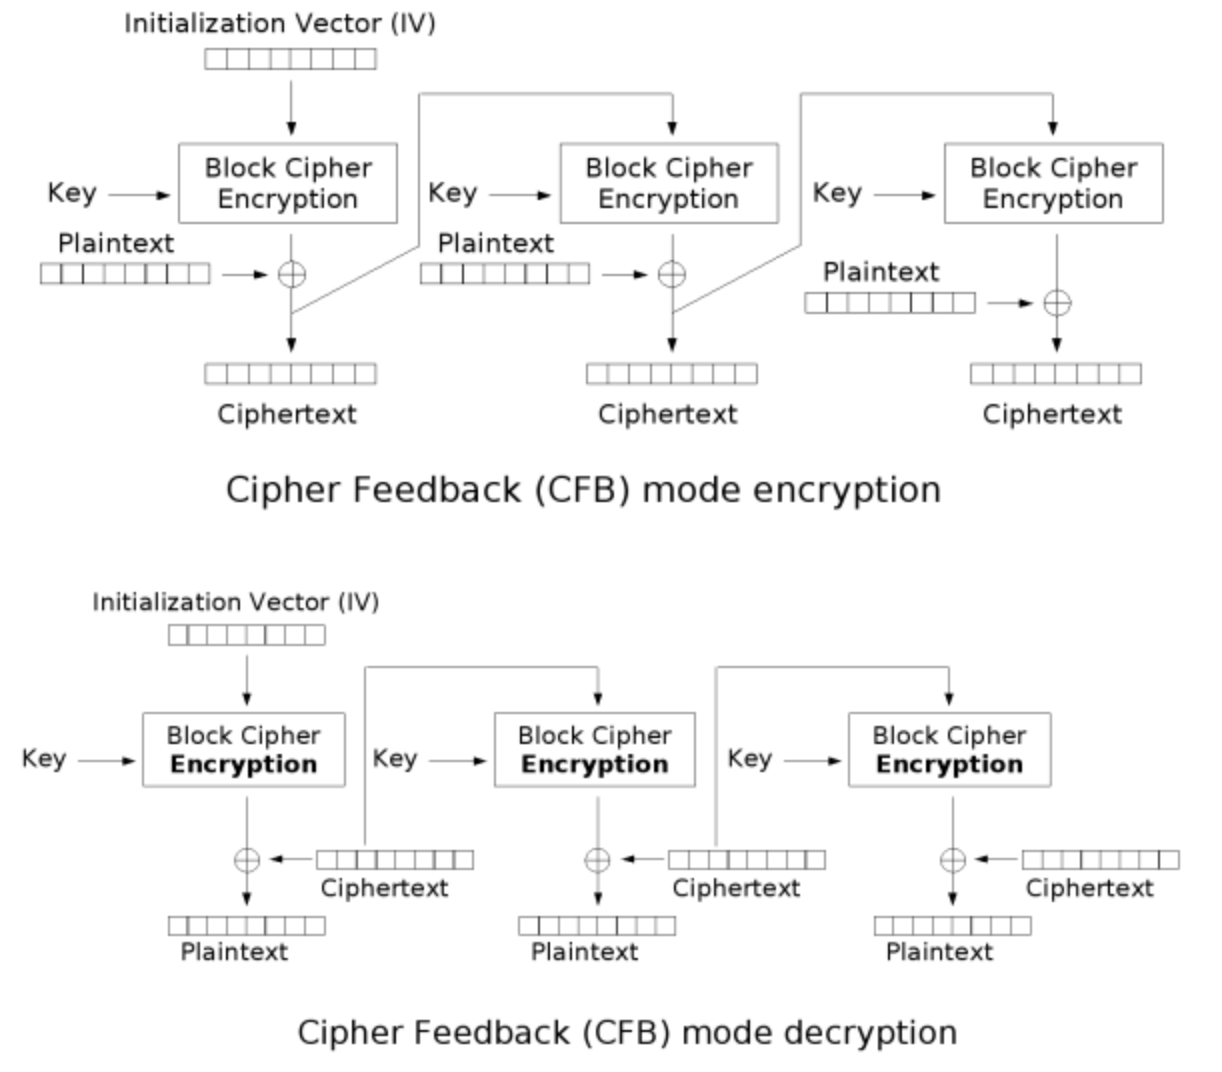 Initialization Vector (IV)
Block Cipher
Encryption
Block Cipher
Encryption
Block Cipher
Encryption
Key
Key
Key
Plaintext
Plaintext
Plaintext
Ciphertext
Ciphertext
Ciphertext
Cipher Feedback (CFB) mode encryption
Initialization Vector (IV)
Block Cipher
Encryption
Block Cipher
Encryption
Block Cipher
Encryption
Key
Key
Key
Ciphertext
Ciphertext
Ciphertext
Plaintext
Plaintext
Plaintext
Cipher Feedback (CFB) mode decryption